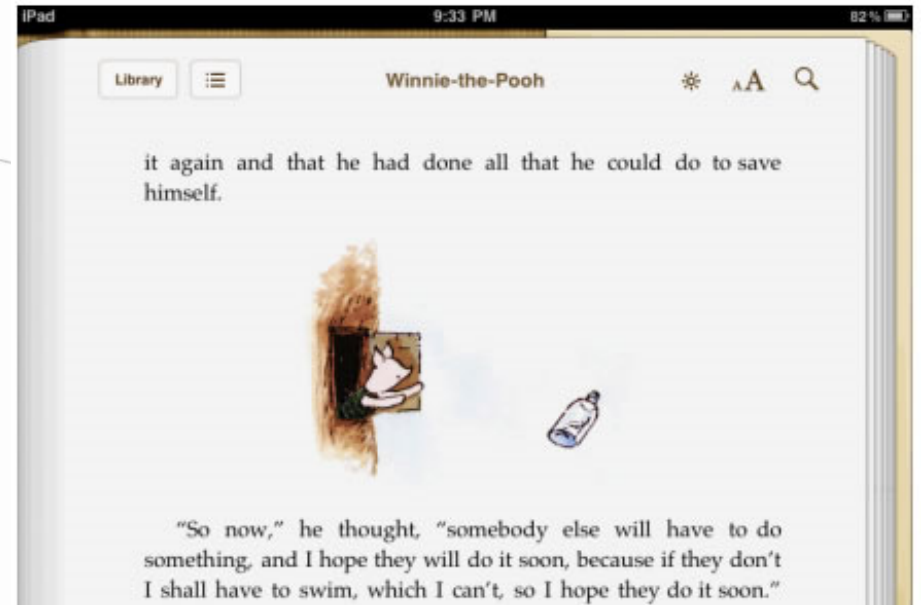 iPad 9:33 PM 82%
Library Winnie-the-Pooh AA
it again and that he had done all that he could do to save
himself.
“So now,” he thought, “somebody else will have to do
something, and I hope they will do it soon, because if they don’t
I shall have to swim, which I can't, so I hope they do it soon.”